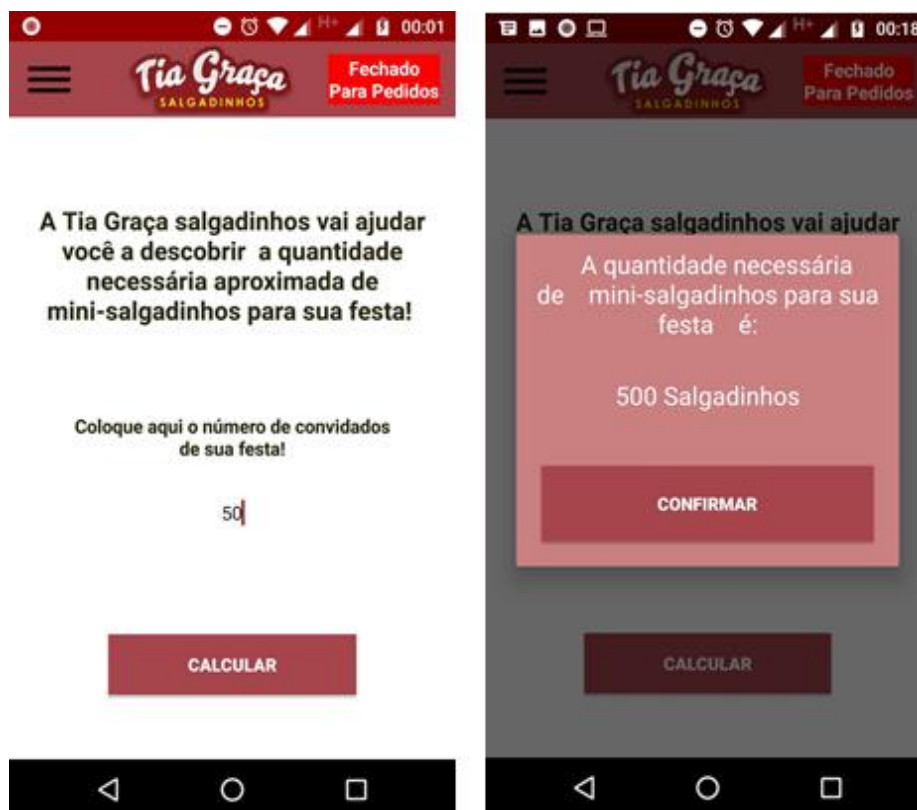 H+ 00:01
Tia Graça
SALGADINHOS
Fechado
Para Pedidos
A Tia Graça salgadinhos vai ajudar
você a descobrir a quantidade
necessária aproximada de
mini-salgadinhos para sua festa!
Coloque aqui o número de convidados
de sua festa!
50
CALCULAR
H+ 00:18
Tia Graça
SALGADINHOS
Fechado
Para Pedidos
A Tia Graça salgadinhos vai ajudar
A quantidade necessária
de mini-salgadinhos para sua
festa é:
500 Salgadinhos
CONFIRMAR
CALCULAR